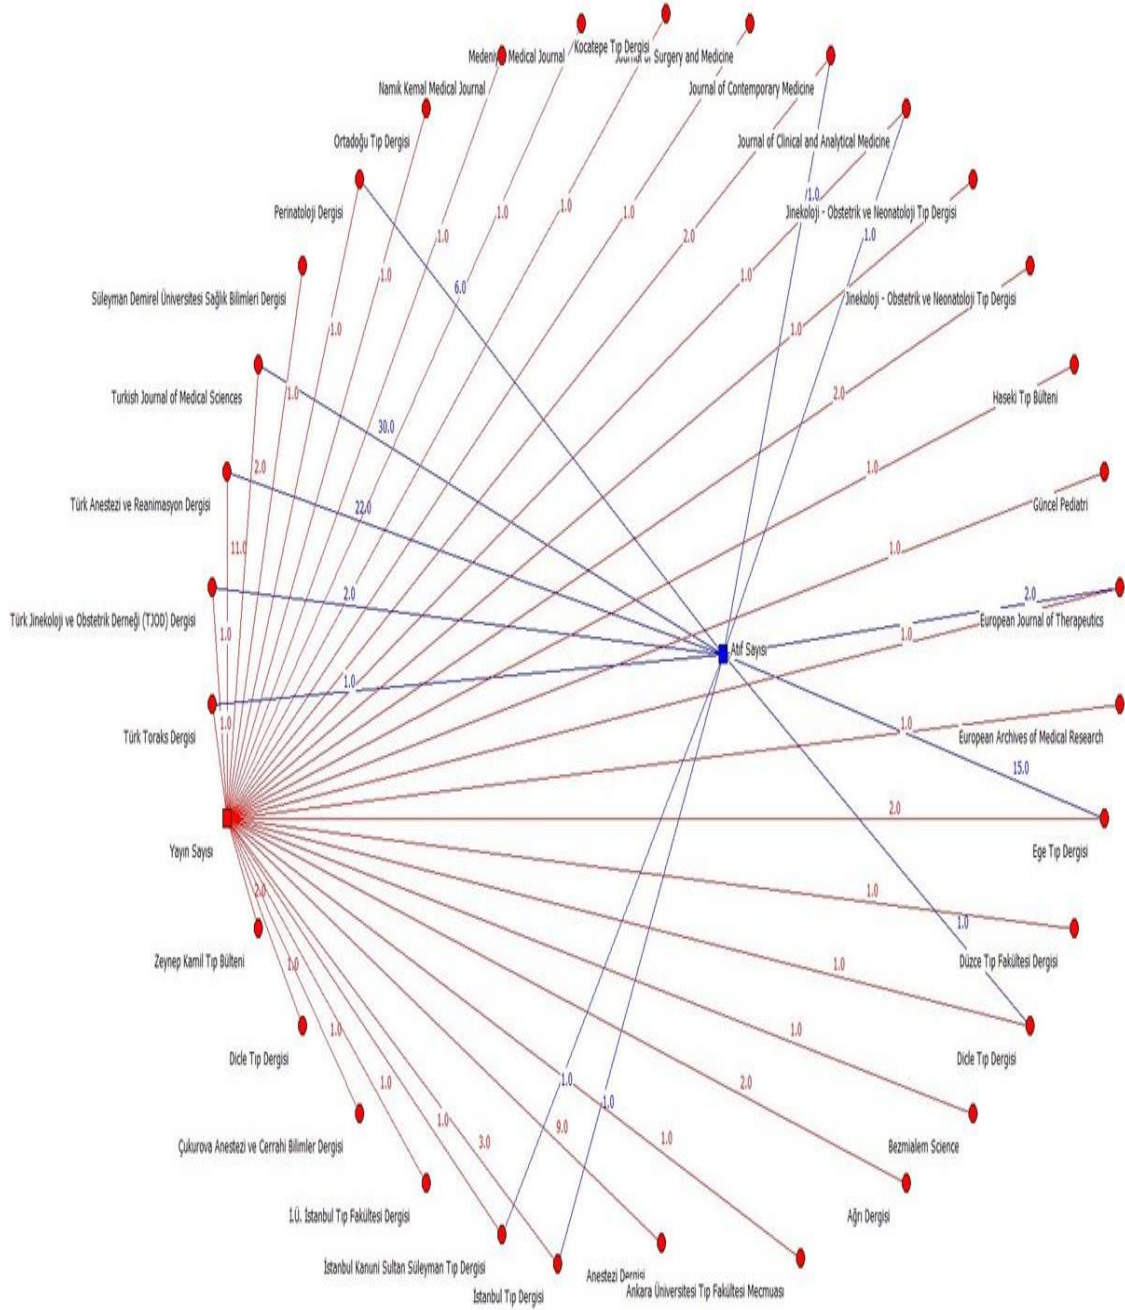 Kocatepe Tıp Dergisi
Medical Journal
Surgery and Medicine
Namık Kemal Medical Journal
Journal of Contemporary Medicine
Ortadoğu Tıp Dergisi
Journal of Clinical and Analytical Medicine
1.0
Perinatoloji Dergisi
1.0
1.0
1.0
Jinekoloji - Obstetrik ve Neonatoloji Tıp Dergisi
1.0
2.0
1.0
1.0
1.0
6.0
Süleyman Demirel Üniversitesi Sağlık Bilimleri Dergisi
Jinekoloji - Obstetrik ve Neonatoloji Tıp Dergisi
1.0
1.0
1.0
2.0
Turkish Journal of Medical Sciences
Haseki Tıp Bülteni
30.0
2.0
1.0
Türk Anestezi ve Reanimasyon Dergisi
22.0
Güncel Pediatri
11.0
1.0
2.0
2.0
Türk Jinekoloji ve Obstetrik Derneği (TJOD) Dergisi
European Journal of Therapeutics
1.0
1.0
Atıf Sayısı
1.0
1.0
1.0
Türk Toraks Dergisi
European Archives of Medical Research
15.0
2.0
Yayın Sayısı
Ege Tıp Dergisi
2.0
1.0
1.0
Zeynep Kamil Tıp Bülteni
1.0
1.0
Düzce Tıp Fakültesi Dergisi
1.0
1.0
Dicle Tıp Dergisi
Dicle Tıp Dergisi
1.0
1.0
2.0
1.0
1.0
3.0
9.0
1.0
Çukurova Anestezi ve Cerrahi Bilimler Dergisi
Bezmialem Science
İ.Ü. İstanbul Tıp Fakültesi Dergisi
Ağrı Dergisi
İstanbul Kanuni Sultan Süleyman Tıp Dergisi
Anestezi Dergisi
Ankara Üniversitesi Tıp Fakültesi Mecmuası
İstanbul Tıp Dergisi